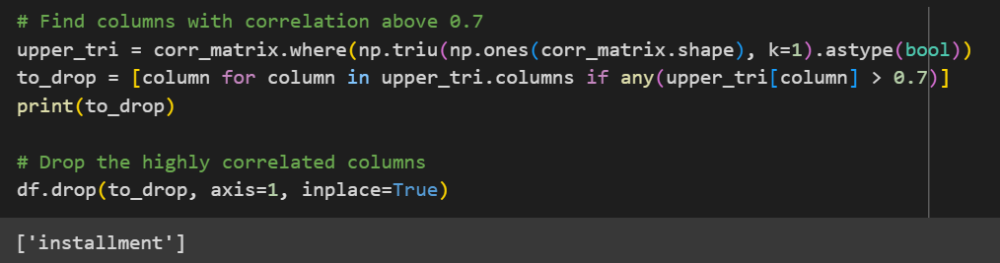 # Find columns with correlation above 0.7
upper_tri = corr_matrix.where(np.triu(np.ones(corr_matrix.shape), k=1).astype(bool))
to_drop = [column for column in upper_tri.columns if any(upper_tri[column] > 0.7)]
print(to_drop)
# Drop the highly correlated columns
df.drop(to_drop, axis=1, inplace=True)
['installment']